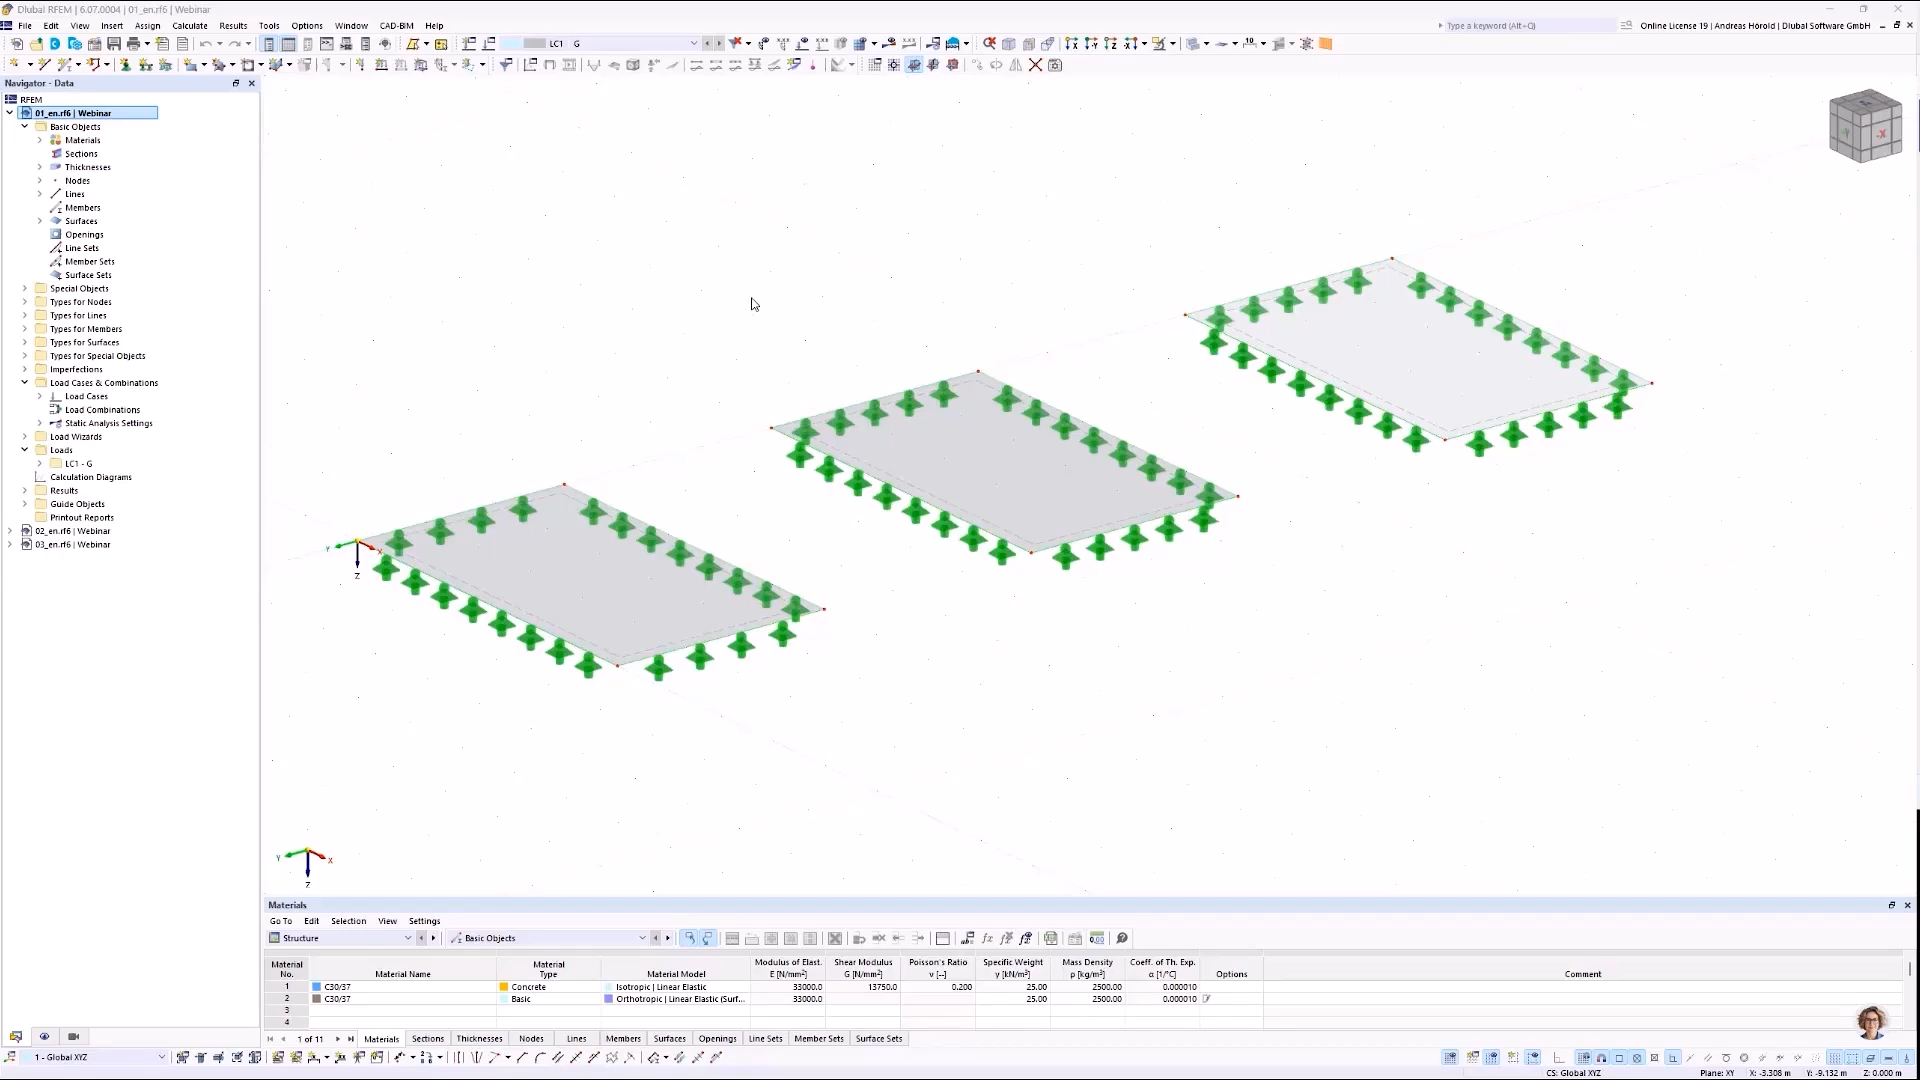 Dlubal RFEM | 6.07.0004 | 01_en.rf6 | Webinar
File Edit View Insert Assign Calculate Results Tools Options Window CAD-BIM Help
Type a keyword (Alt+Q)
Online License 19 | Andreas Hörold | Dlubal Software GmbH
LC1 G
Navigator - Data
RFEM
01_en.rf6 | Webinar
Basic Objects
Materials
Sections
Thicknesses
Nodes
Lines
Members
Surfaces
Openings
Line Sets
Member Sets
Surface Sets
Special Objects
Types for Nodes
Types for Lines
Types for Members
Types for Surfaces
Types for Special Objects
Imperfections
Load Cases & Combinations
Load Cases
Load Combinations
Static Analysis Settings
Load Wizards
Loads
LC1 - G
Calculation Diagrams
Results
Guide Objects
Printout Reports
02_en.rf6 | Webinar
03_en.rf6 | Webinar
Y X
Z
Y X
Z
-Y -X
Materials
Go To Edit Selection View Settings
Structure Basic Objects
Material No. Material Name Material Type Material Model Modulus of Elast. E [N/mm²] Shear Modulus G [N/mm²] Poisson's Ratio ν [--] Specific Weight γ [kN/m³] Mass Density ρ [kg/m³] Coeff. of Th. Exp. α [1/°C] Options Comment
1 C30/37 Concrete Isotropic | Linear Elastic 33000.0 13750.0 0.200 25.00 2500.00 0.000010
2 C30/37 Basic Orthotropic | Linear Elastic (Surf... 33000.0 25.00 2500.00 0.000010
3
4
1 of 11 Materials Sections Thicknesses Nodes Lines Members Surfaces Openings Line Sets Member Sets Surface Sets
1 - Global XYZ
CS: Global XYZ Plane: XY X: -3.308 m Y: -9.132 m Z: 0.000 m